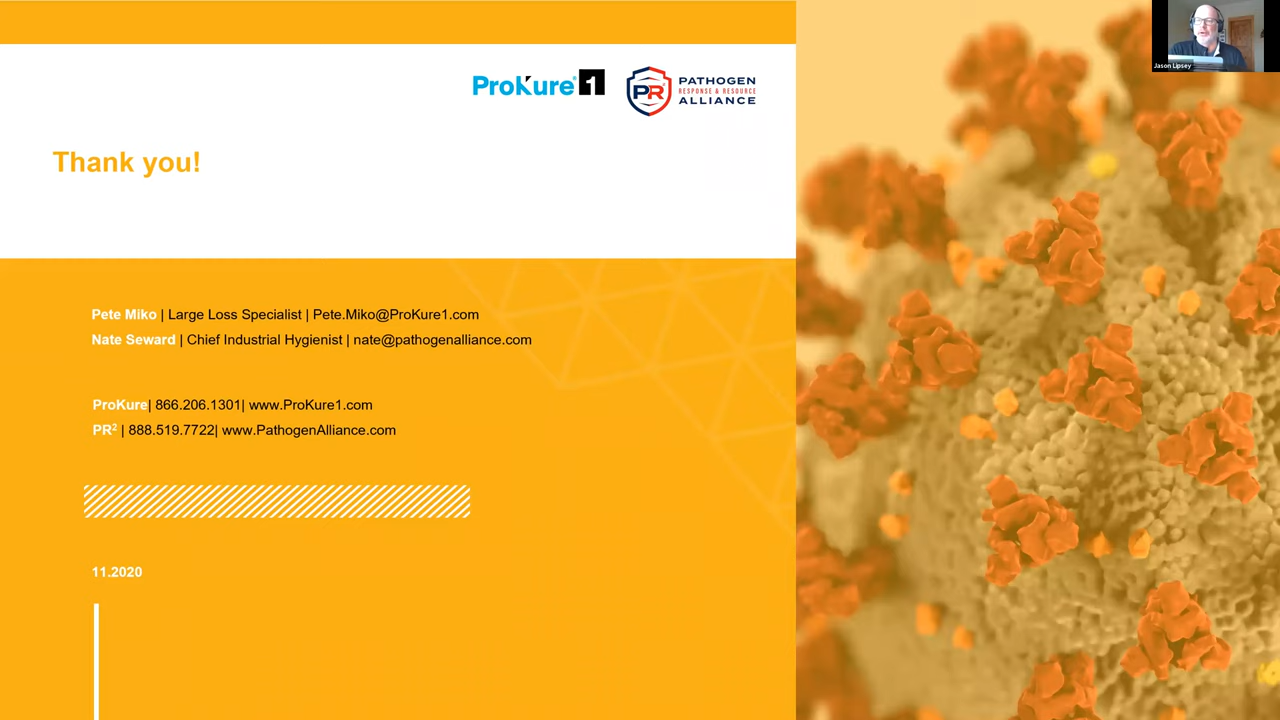 ProKure® 1
PR²
PATHOGEN
RESPONSE & RESOURCE
ALLIANCE
Jason Lipsey
Thank you!
Pete Miko | Large Loss Specialist | Pete.Miko@ProKure1.com
Nate Seward | Chief Industrial Hygienist | nate@pathogenalliance.com
ProKure| 866.206.1301| www.ProKure1.com
PR² | 888.519.7722| www.PathogenAlliance.com
11.2020